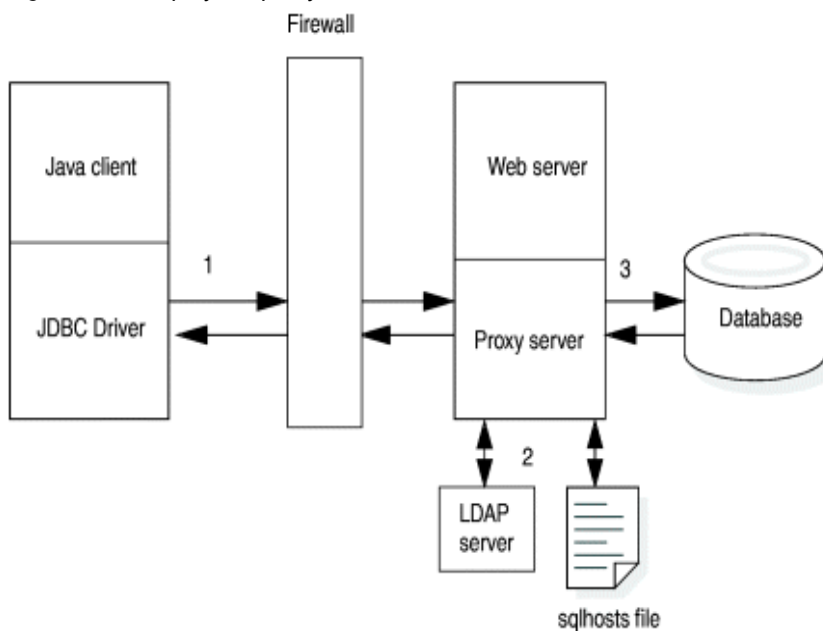 Firewall
Java client
Web server
1
3
JDBC Driver
Proxy server
Database
2
LDAP
server
sqlhosts file